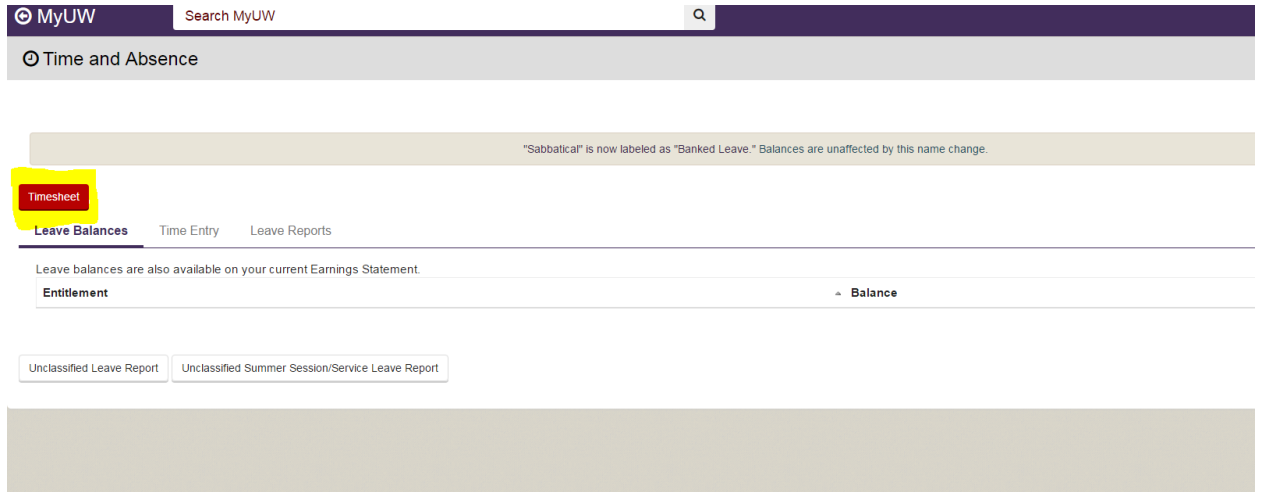 MyUW Search MyUW
Time and Absence
"Sabbatical" is now labeled as "Banked Leave." Balances are unaffected by this name change.
Timesheet
Leave Balances Time Entry Leave Reports
Leave balances are also available on your current Earnings Statement.
Entitlement Balance
Unclassified Leave Report Unclassified Summer Session/Service Leave Report